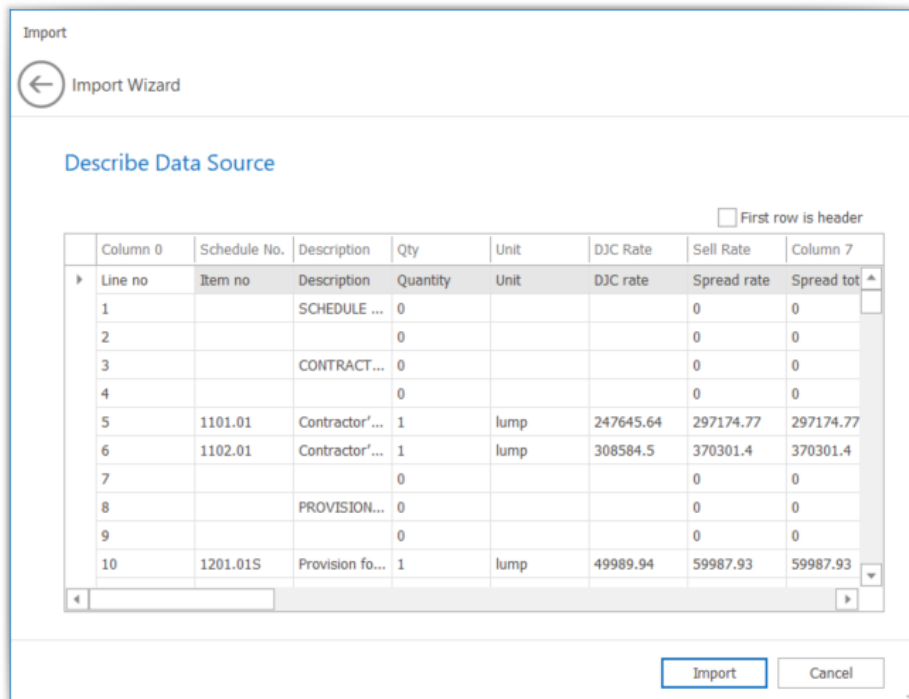 Import
Import Wizard
Describe Data Source
First row is header
Column 0 Schedule No. Description Qty Unit DJC Rate Sell Rate Column 7
Line no Item no Description Quantity Unit DJC rate Spread rate Spread tot
1 SCHEDULE ... 0 0 0
2 0 0 0
3 CONTRACT... 0 0 0
4 0 0 0
5 1101.01 Contractor'... 1 lump 247645.64 297174.77 297174.77
6 1102.01 Contractor'... 1 lump 308584.5 370301.4 370301.4
7 0 0 0
8 PROVISION... 0 0 0
9 0 0 0
10 1201.01S Provision fo... 1 lump 49989.94 59987.93 59987.93
Import Cancel